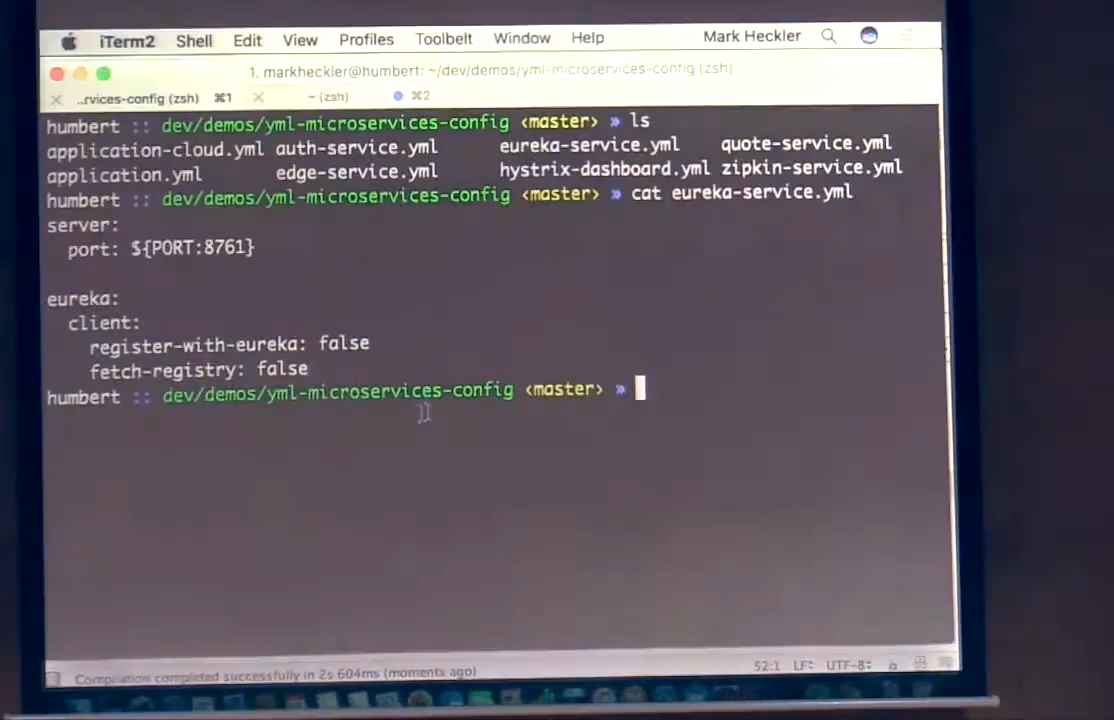 iTerm2 Shell Edit View Profiles Toolbelt Window Help Mark Heckler
1. markheckler@humbert: ~/dev/demos/yml-microservices-config (zsh)
..rvices-config (zsh) ⌘1 ~ (zsh) ⌘2
humbert :: dev/demos/yml-microservices-config <master> » ls
application-cloud.yml auth-service.yml eureka-service.yml quote-service.yml
application.yml edge-service.yml hystrix-dashboard.yml zipkin-service.yml
humbert :: dev/demos/yml-microservices-config <master> » cat eureka-service.yml
server:
port: ${PORT:8761}
eureka:
client:
register-with-eureka: false
fetch-registry: false
humbert :: dev/demos/yml-microservices-config <master> »
Compilation completed successfully in 2s 604ms (moments ago) 52:1 LF÷ UTF-8÷